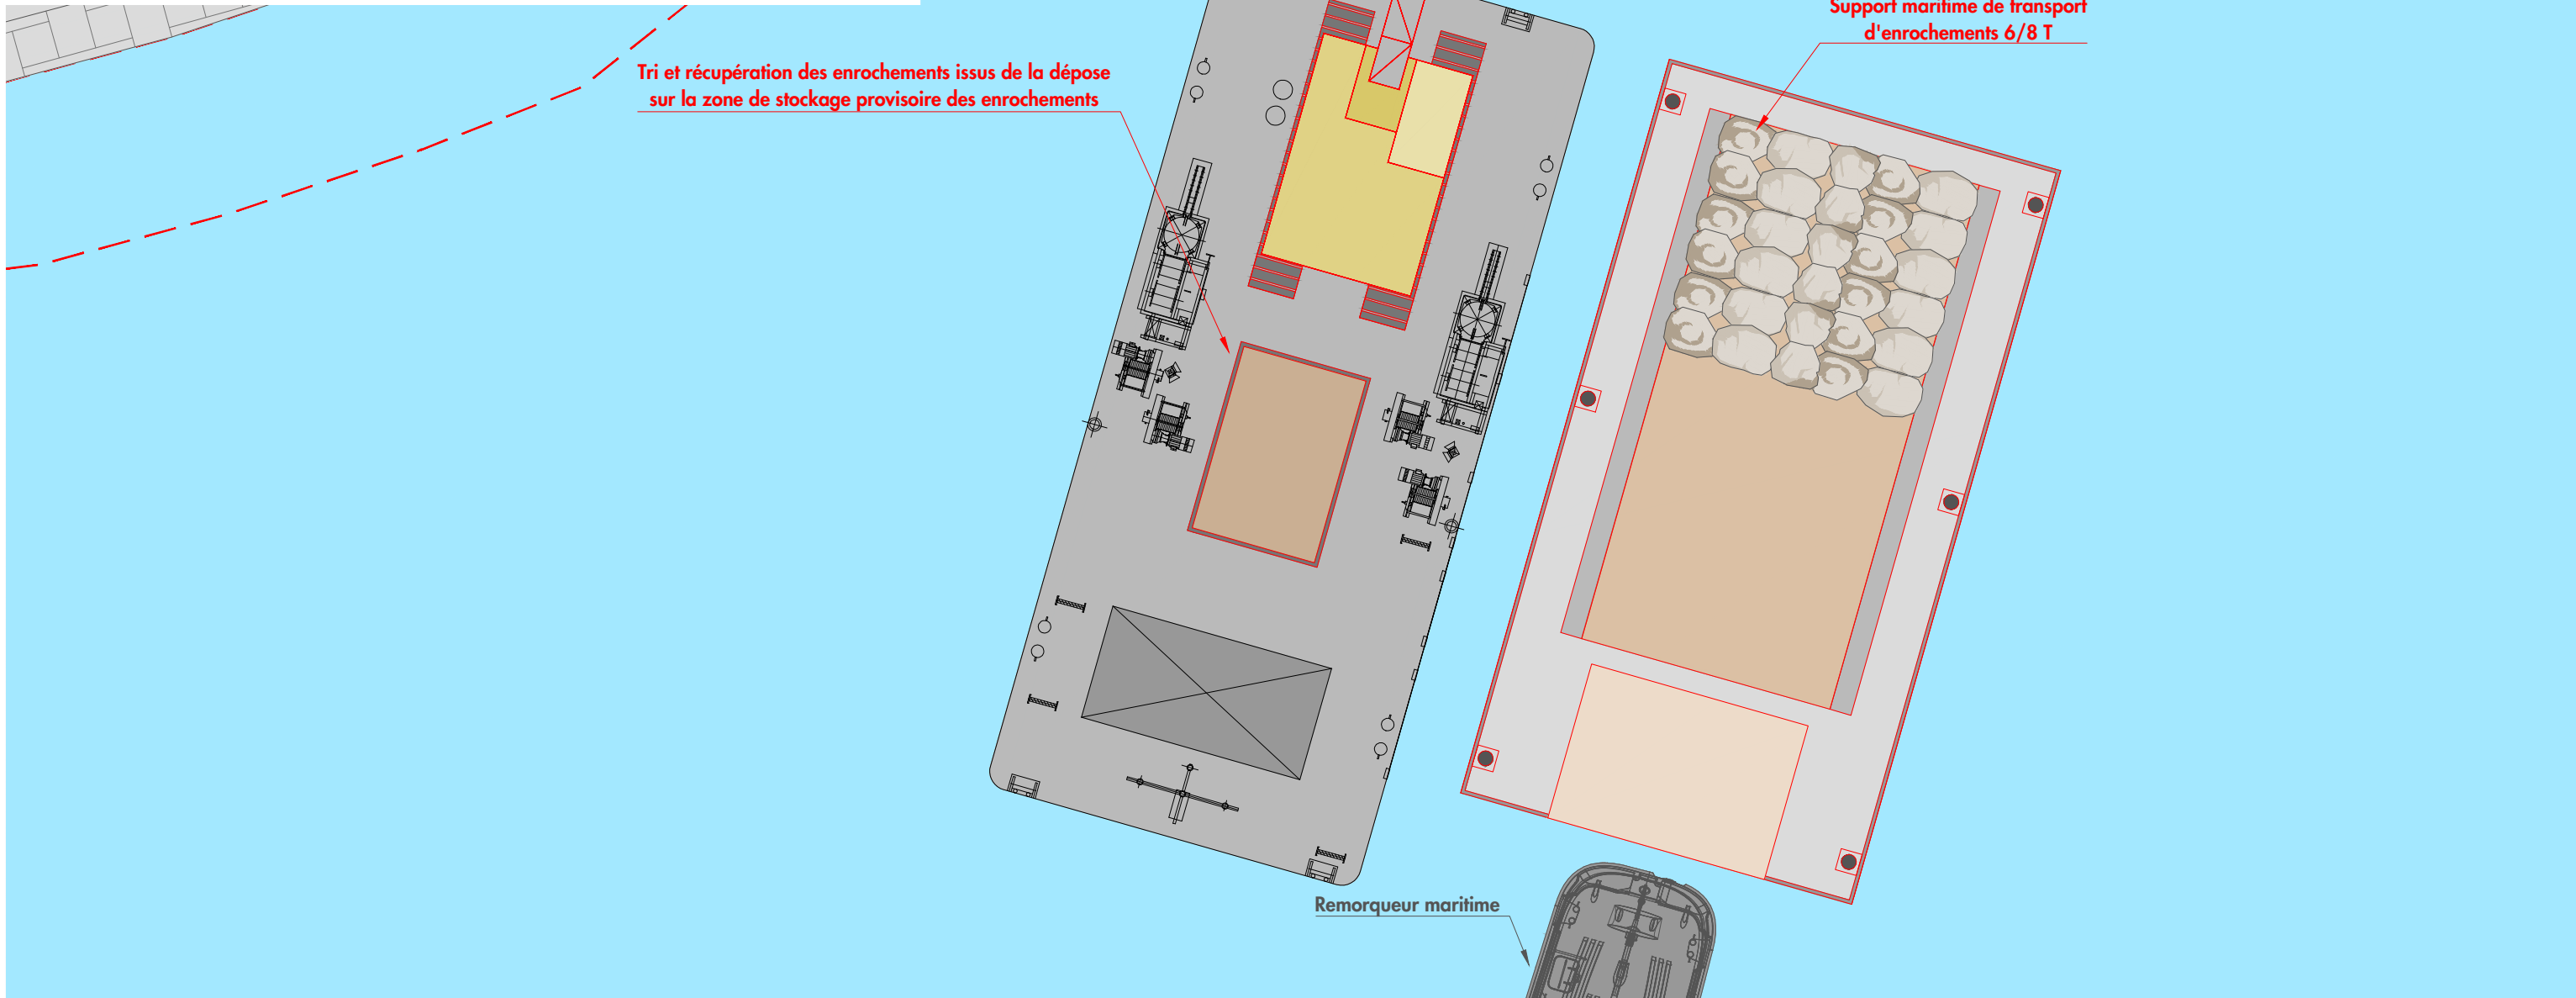 Support maritime de transport
d'enrochements 6/8 T
Tri et récupération des enrochements issus de la dépose
sur la zone de stockage provisoire des enrochements
Remorqueur maritime